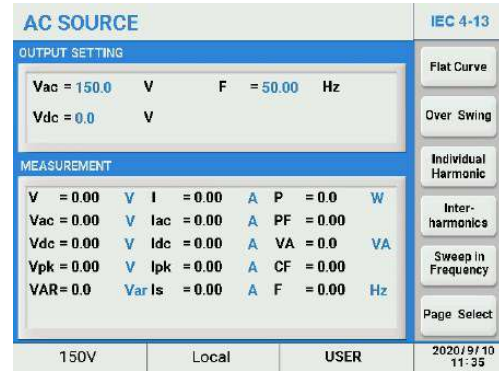 AC SOURCE
IEC 4-13
OUTPUT SETTING
Vac = 150.0 V F = 50.00 Hz
Vdc = 0.0 V
MEASUREMENT
V = 0.00 V I = 0.00 A P = 0.0 W
Vac = 0.00 V Iac = 0.00 A PF = 0.00
Vdc = 0.00 V Idc = 0.00 A VA = 0.0 VA
Vpk = 0.00 V Ipk = 0.00 A CF = 0.00
VAR= 0.0 Var Is = 0.00 A F = 0.00 Hz
Flat Curve
Over Swing
Individual
Harmonic
Inter-
harmonics
Sweep in
Frequency
Page Select
150V Local USER
2020/9/10
11:35